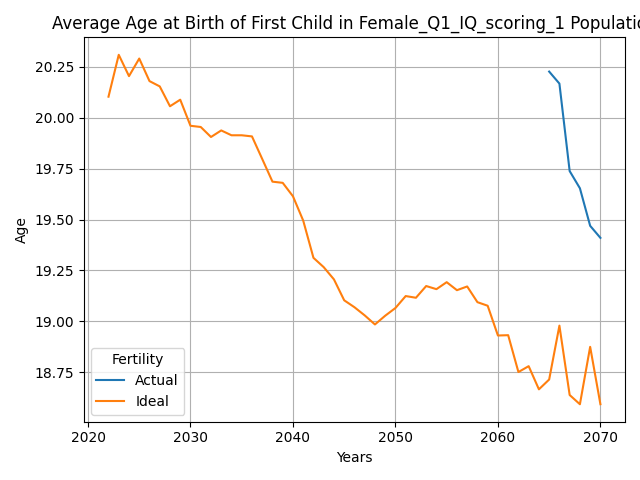 Average Age at Birth of First Child in Female_Q1_IQ_scoring_1 Populatio
20.25
20.00
19.75
19.50
19.25
19.00
18.75
Age
Fertility
Actual
Ideal
2020 2030 2040 2050 2060 2070
Years